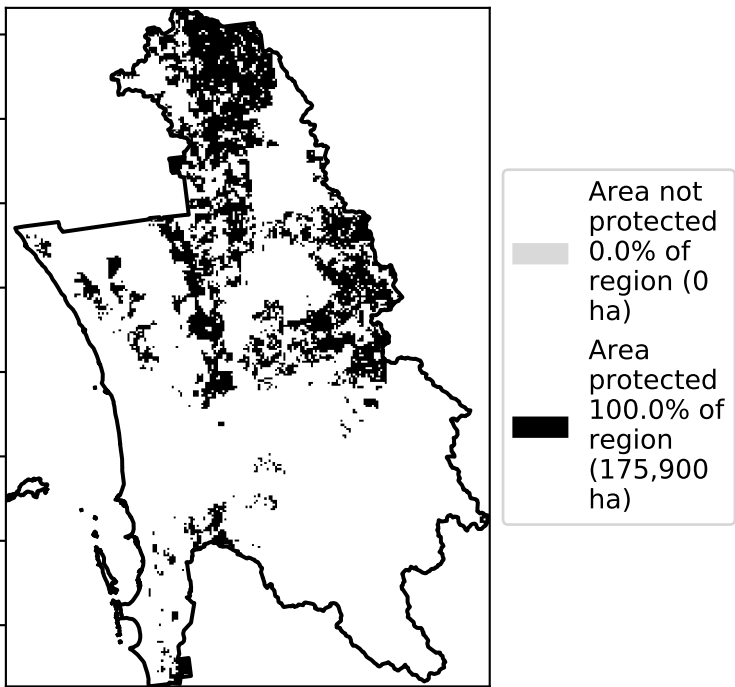 Area not
protected
0.0% of
region (0
ha)
Area
protected
100.0% of
region
(175,900
ha)